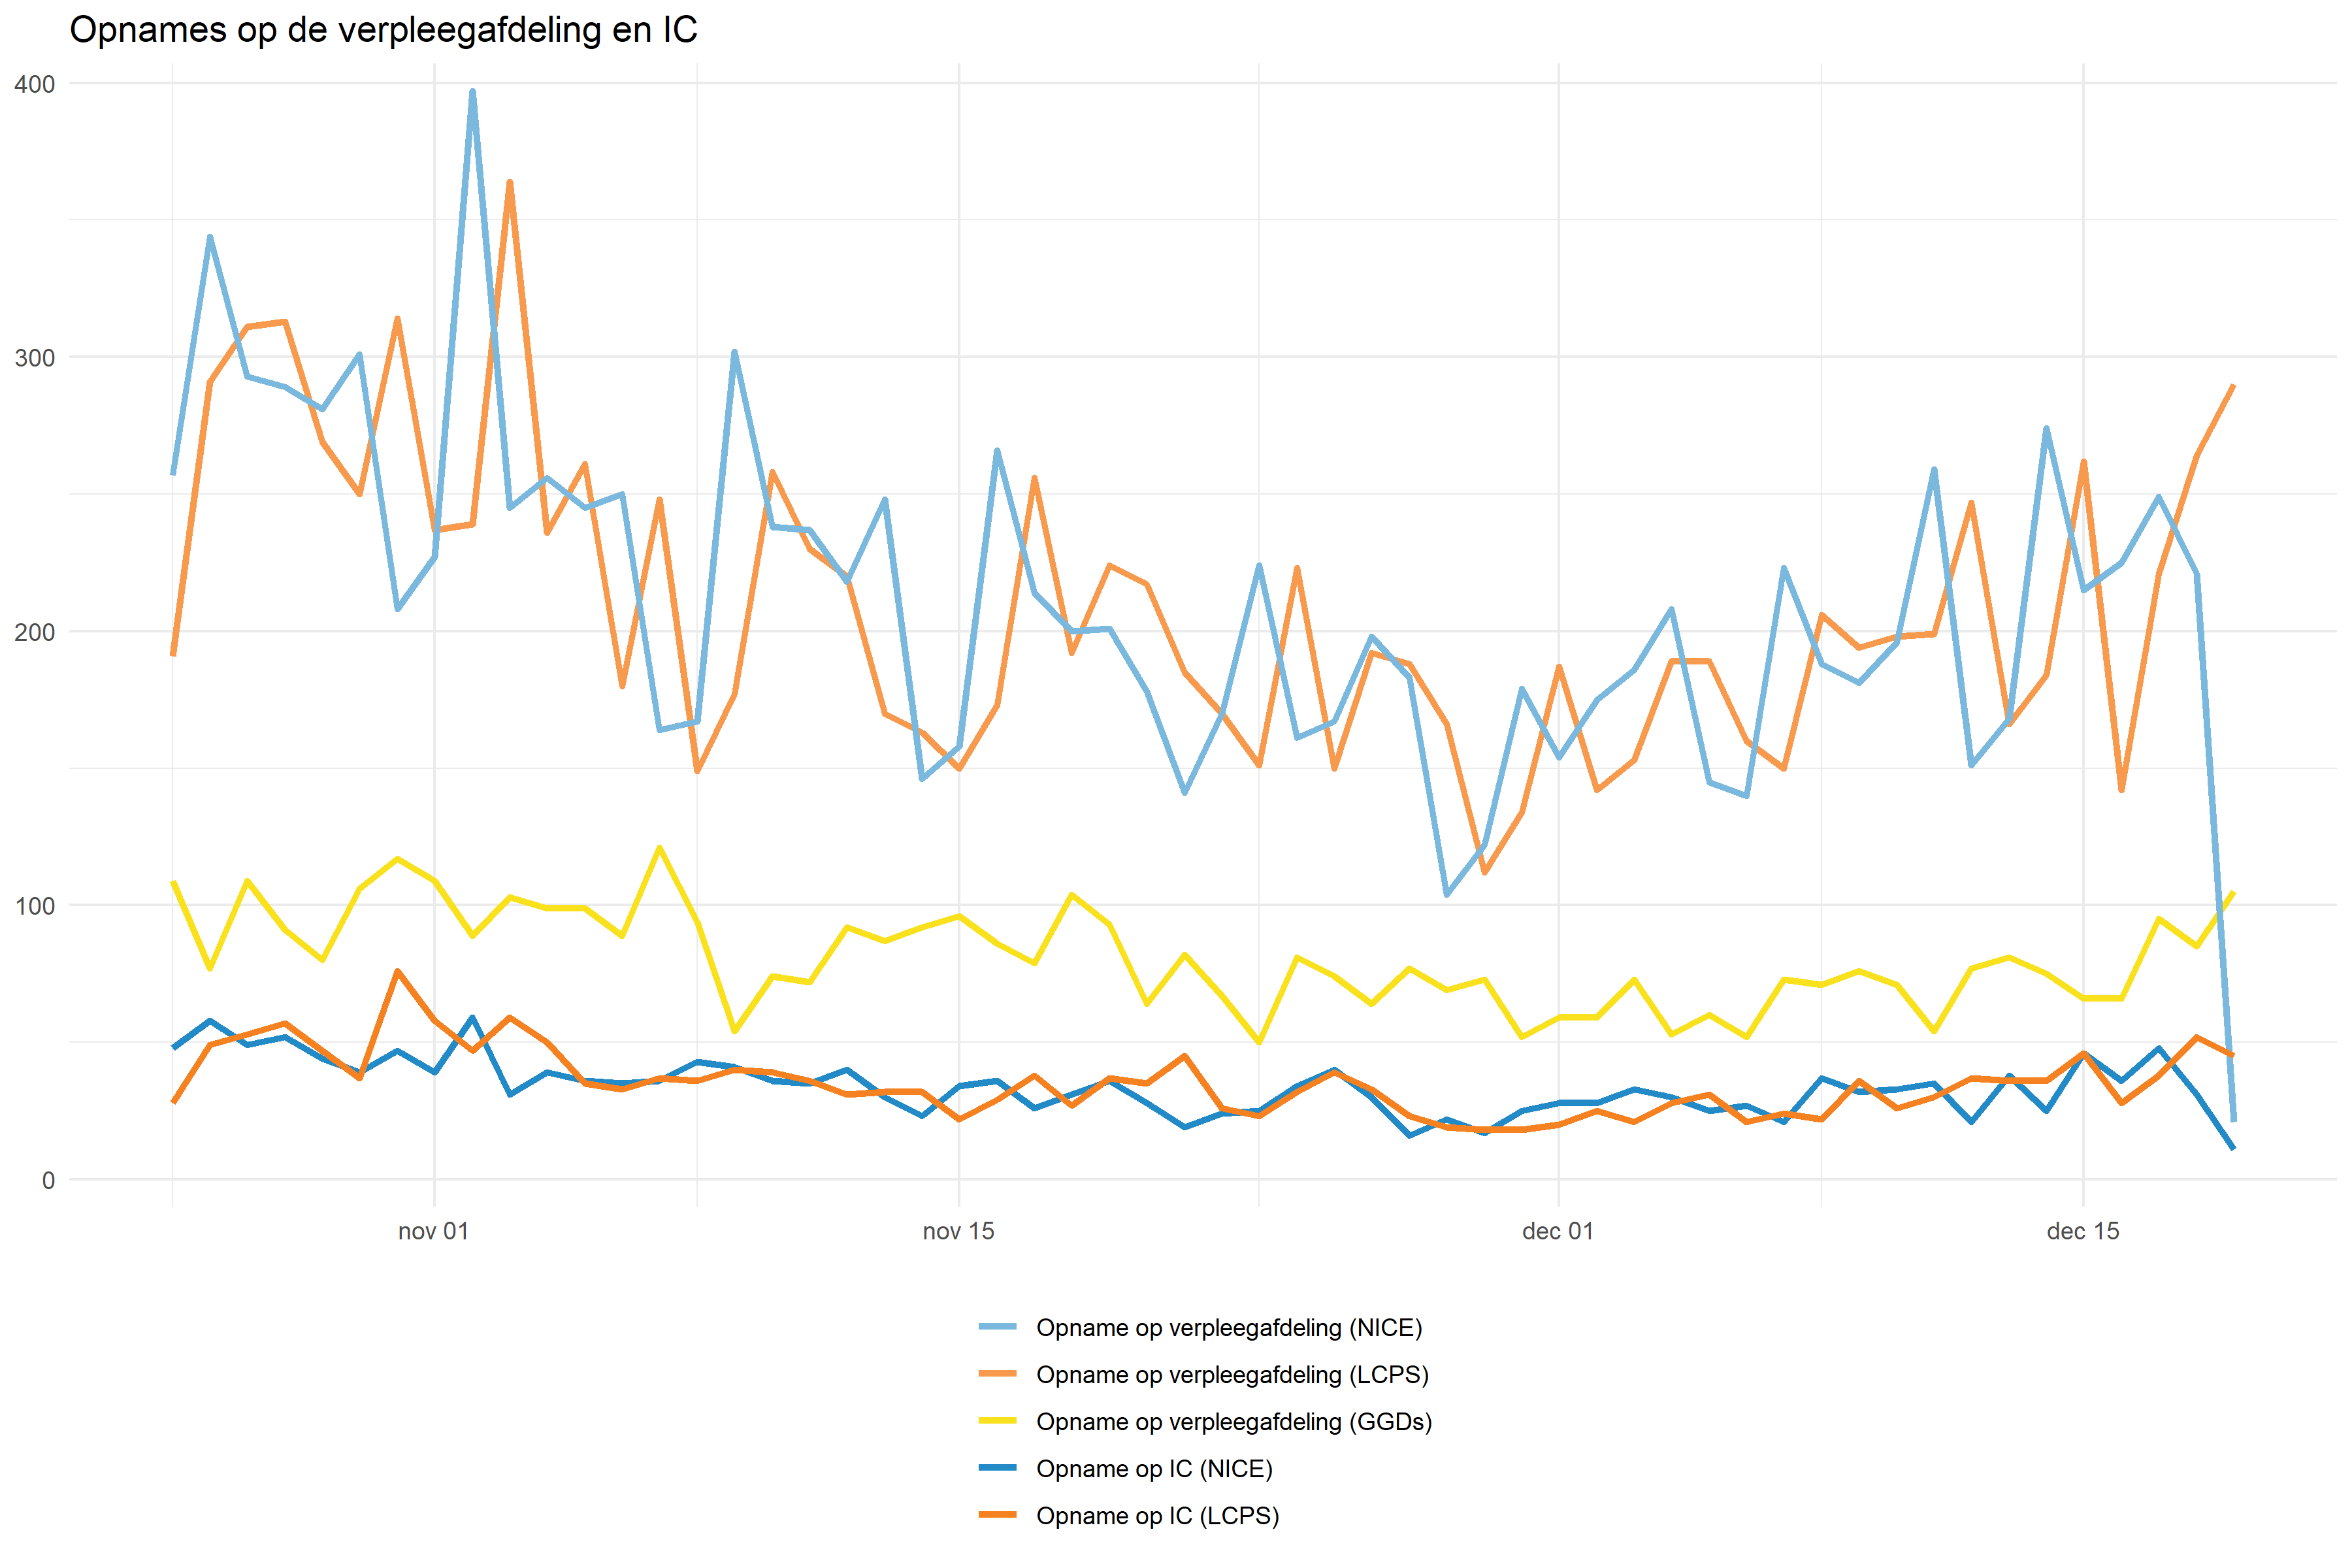 Opnames op de verpleegafdeling en IC
400
300
200
100
0
nov 01
nov 15
dec 01
dec 15
Opname op verpleegafdeling (NICE)
Opname op verpleegafdeling (LCPS)
Opname op verpleegafdeling (GGDs)
Opname op IC (NICE)
Opname op IC (LCPS)